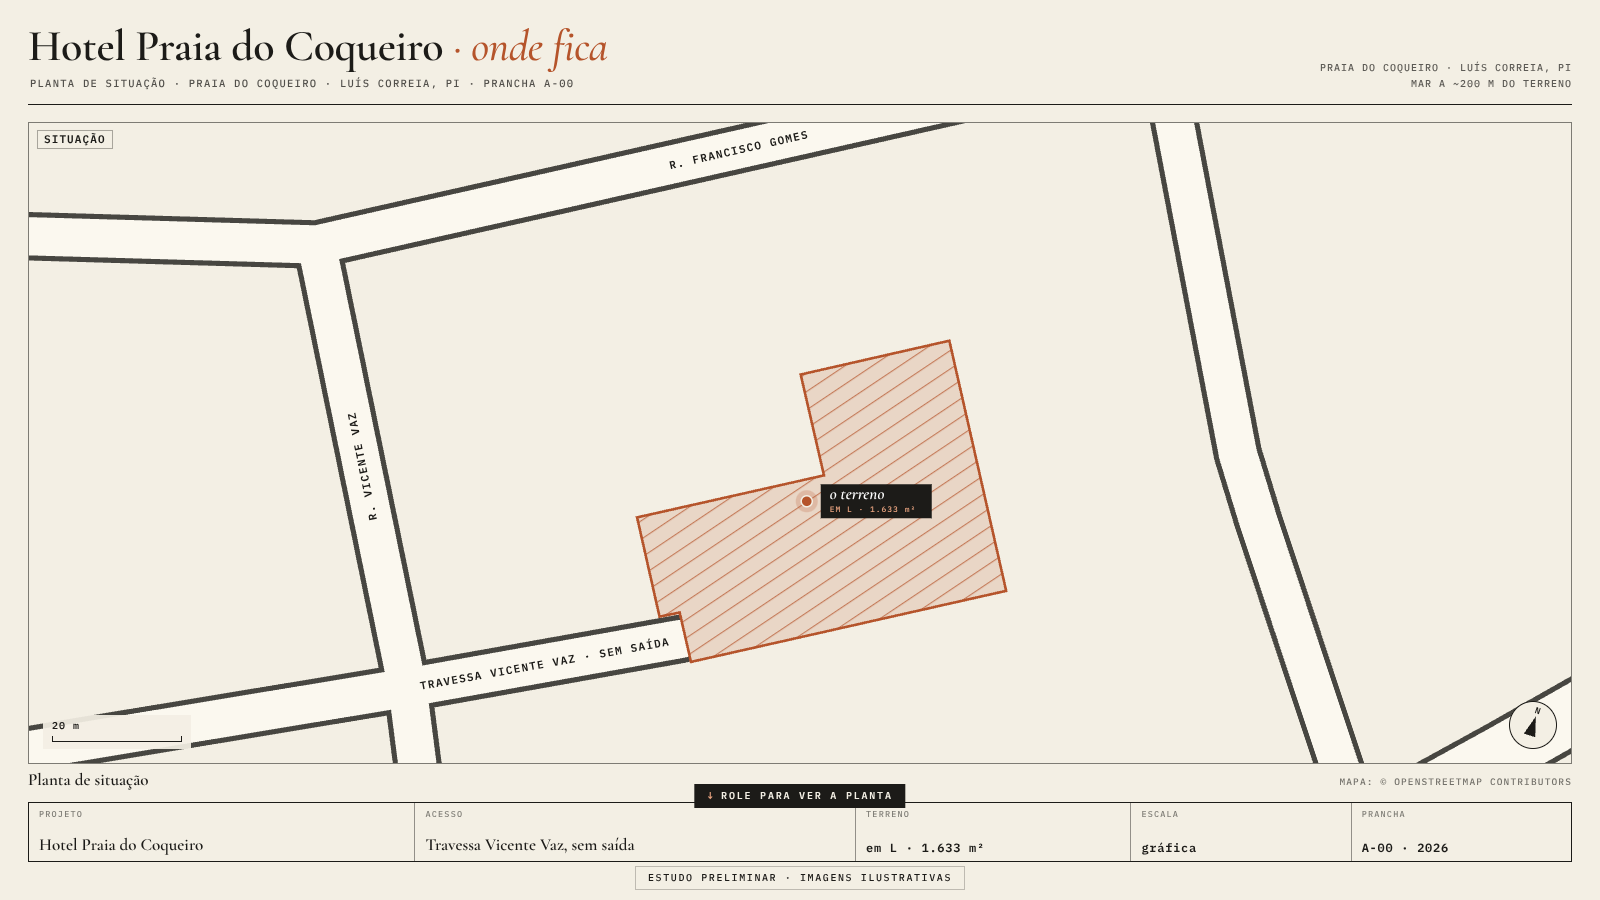 Hotel Praia do Coqueiro · onde fica
PLANTA DE SITUAÇÃO · PRAIA DO COQUEIRO · LUÍS CORREIA, PI · PRANCHA A-00
PRAIA DO COQUEIRO · LUÍS CORREIA, PI
MAR A ~200 M DO TERRENO
SITUAÇÃO
R. FRANCISCO GOMES
R. VICENTE VAZ
o terreno
EM L · 1.633 m²
TRAVESSA VICENTE VAZ · SEM SAÍDA
20 m
N
Planta de situação
MAPA: © OPENSTREETMAP CONTRIBUTORS
↓ ROLE PARA VER A PLANTA
PROJETO
Hotel Praia do Coqueiro
ACESSO
Travessa Vicente Vaz, sem saída
TERRENO
em L · 1.633 m²
ESCALA
gráfica
PRANCHA
A-00 · 2026
ESTUDO PRELIMINAR · IMAGENS ILUSTRATIVAS